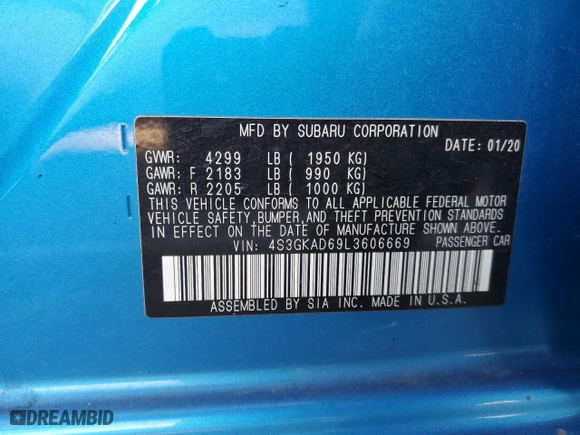 MFD BY SUBARU CORPORATION
DATE: 01/20
GVWR: 4299 LB ( 1950 KG)
GAWR: F 2183 LB ( 990 KG)
GAWR: R 2205 LB ( 1000 KG)
THIS VEHICLE CONFORMS TO ALL APPLICABLE FEDERAL MOTOR
VEHICLE SAFETY, BUMPER, AND THEFT PREVENTION STANDARDS
IN EFFECT ON THE DATE OF MANUFACTURE SHOWN ABOVE.
VIN: 4S3GKAD69L3606669 PASSENGER CAR
ASSEMBLED BY SIA INC. MADE IN U.S.A.
DREAMBID